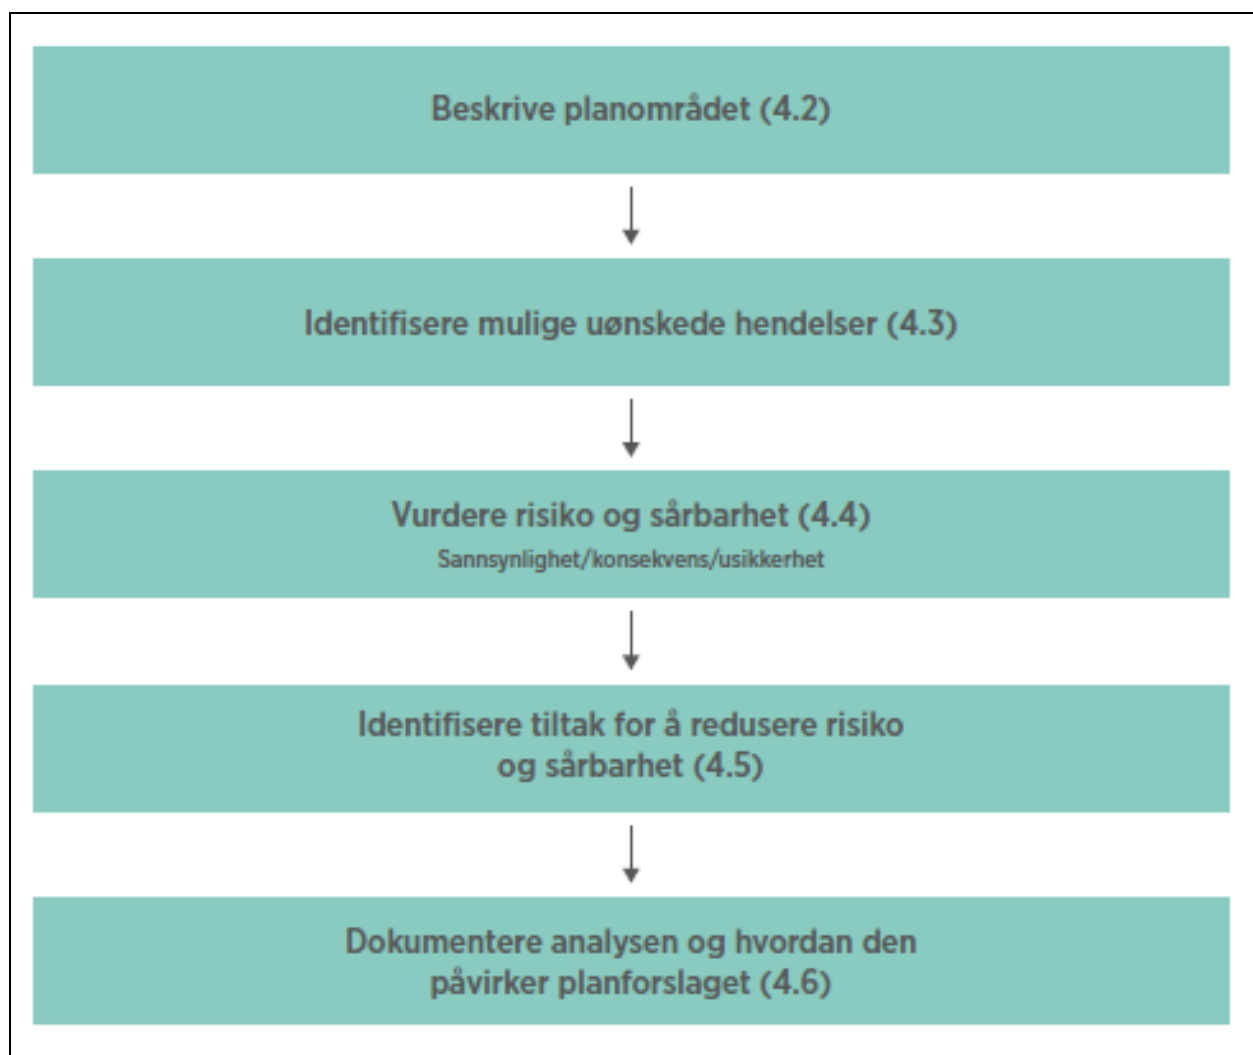 Beskrive planområdet (4.2)
Identifisere mulige uønskede hendelser (4.3)
Vurdere risiko og sårbarhet (4.4)
Sannsynlighet/konsekvens/usikkerhet
Identifisere tiltak for å redusere risiko
og sårbarhet (4.5)
Dokumentere analysen og hvordan den
påvirker planforslaget (4.6)